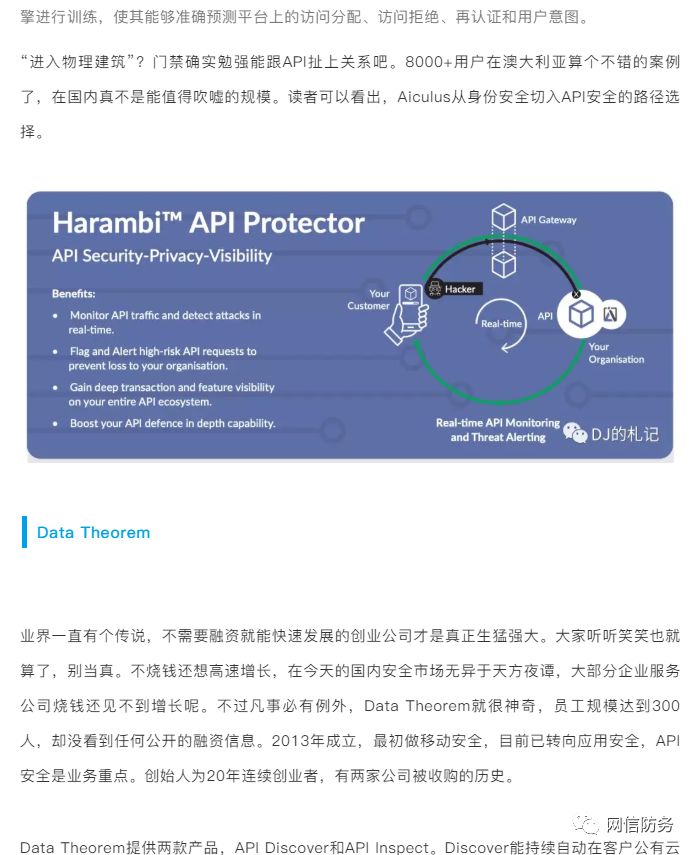 擎进行训练，使其能够准确预测平台上的访问分配、访问拒绝、再认证和用户意图。
“进入物理建筑”？门禁确实勉强能跟API扯上关系吧。8000+用户在澳大利亚算个不错的案例
了，在国内真不是能值得吹嘘的规模。读者可以看出，Aiculus从身份安全切入API安全的路径选
择。
Harambi™ API Protector
API Security-Privacy-Visibility
Benefits:
• Monitor API traffic and detect attacks in
real-time.
• Flag and Alert high-risk API requests to
prevent loss to your organisation.
• Gain deep transaction and feature visibility
on your entire API ecosystem.
• Boost your API defence in depth capability.
API Gateway
Hacker
Your
Customer
Real-time
API
Your
Organisation
Real-time API Monitoring
and Threat Alerting
DJ的札记
Data Theorem
业界一直有个传说，不需要融资就能快速发展的创业公司才是真正生猛强大。大家听听笑笑也就
算了，别当真。不烧钱还想高速增长，在今天的国内安全市场无异于天方夜谭，大部分企业服务
公司烧钱还见不到增长呢。不过凡事必有例外，Data Theorem就很神奇，员工规模达到300
人，却没看到任何公开的融资信息。2013年成立，最初做移动安全，目前已转向应用安全，API
安全是业务重点。创始人为20年连续创业者，有两家公司被收购的历史。
网信防务
Data Theorem提供两款产品，API Discover和API Inspect。Discover能持续自动在客户公有云